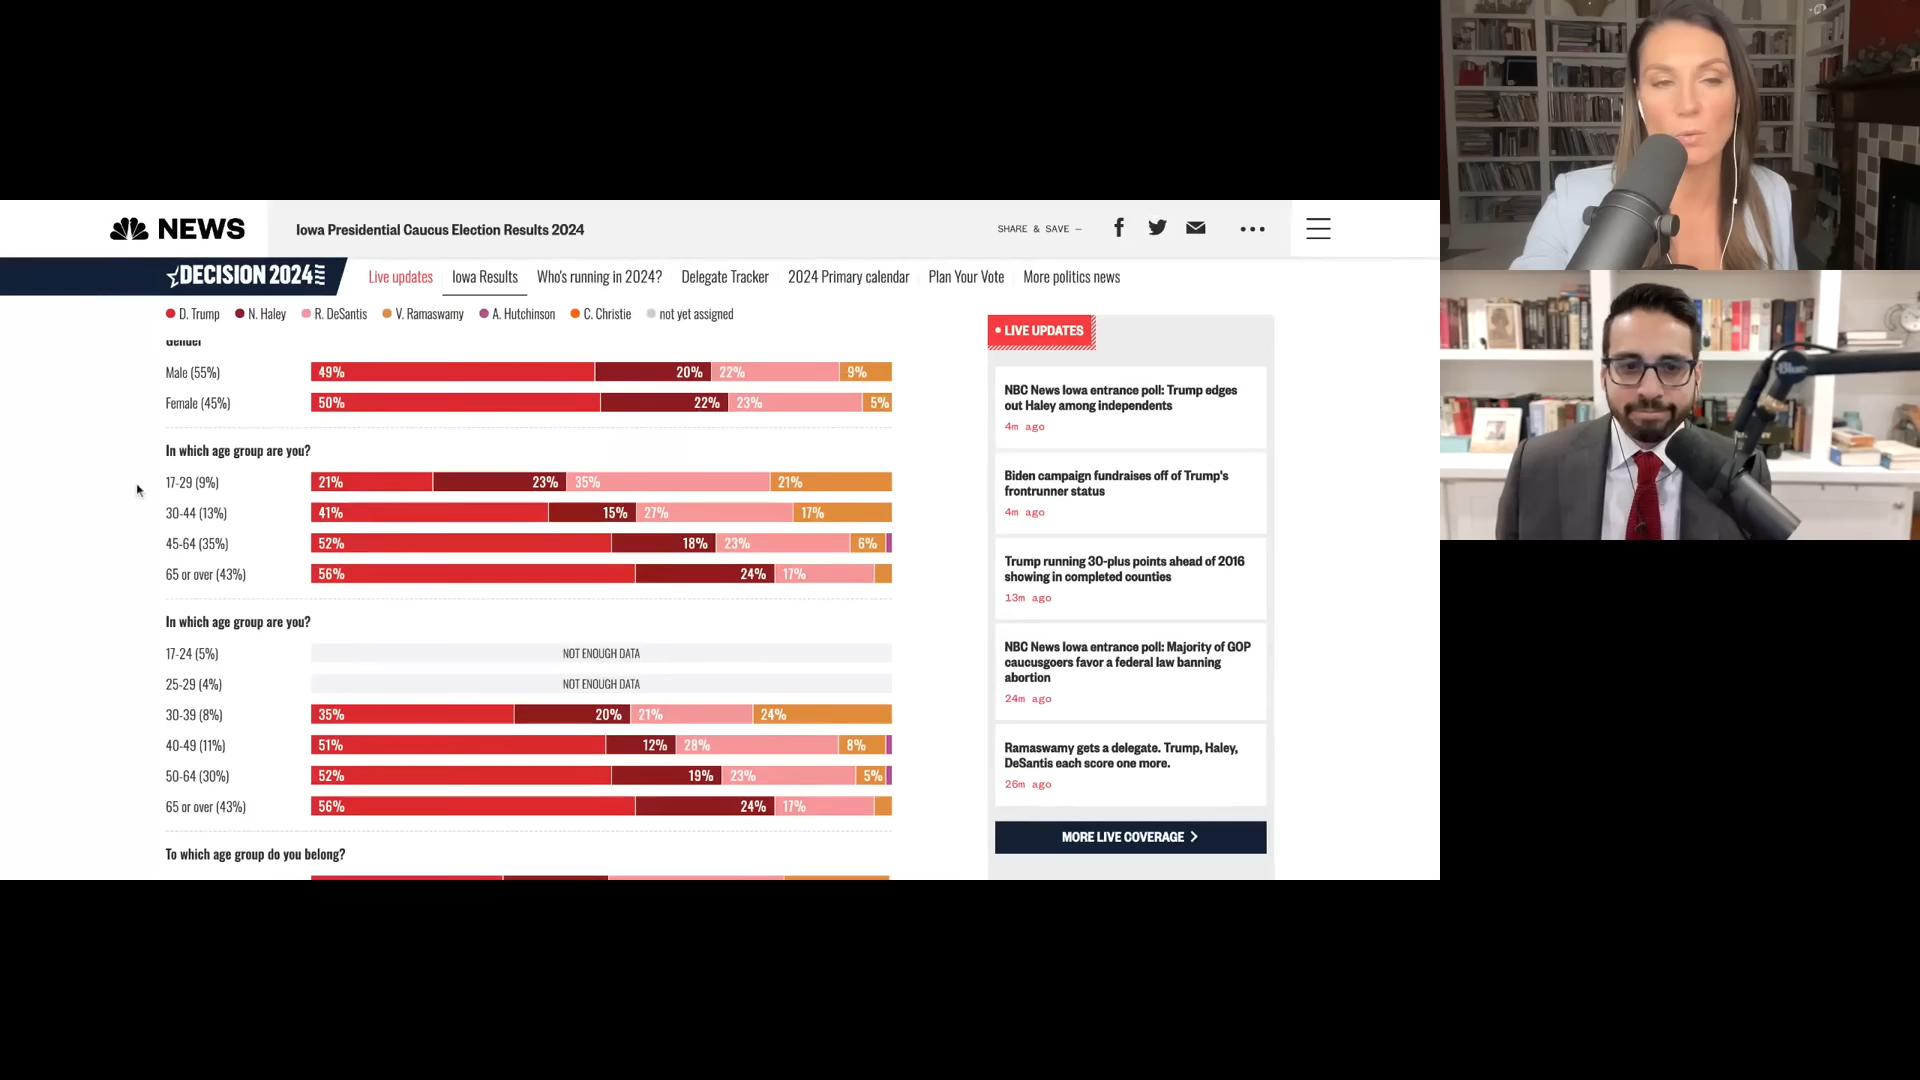 NEWS
Iowa Presidential Caucus Election Results 2024
SHARE & SAVE —
DECISION 2024
Live updates
Iowa Results
Who's running in 2024?
Delegate Tracker
2024 Primary calendar
Plan Your Vote
More politics news
D. Trump
N. Haley
R. DeSantis
V. Ramaswamy
A. Hutchinson
C. Christie
not yet assigned
Gender
Male (55%) 49% 20% 22% 9%
Female (45%) 50% 22% 23% 5%
In which age group are you?
17-29 (9%) 21% 23% 35% 21%
30-44 (13%) 41% 15% 27% 17%
45-64 (35%) 52% 18% 23% 6%
65 or over (43%) 56% 24% 17%
In which age group are you?
17-24 (5%) NOT ENOUGH DATA
25-29 (4%) NOT ENOUGH DATA
30-39 (8%) 35% 20% 21% 24%
40-49 (11%) 51% 12% 28% 8%
50-64 (30%) 52% 19% 23% 5%
65 or over (43%) 56% 24% 17%
To which age group do you belong?
LIVE UPDATES
NBC News Iowa entrance poll: Trump edges
out Haley among independents
4m ago
Biden campaign fundraises off of Trump's
frontrunner status
4m ago
Trump running 30-plus points ahead of 2016
showing in completed counties
13m ago
NBC News Iowa entrance poll: Majority of GOP
caucusgoers favor a federal law banning
abortion
24m ago
Ramaswamy gets a delegate. Trump, Haley,
DeSantis each score one more.
26m ago
MORE LIVE COVERAGE
Blue